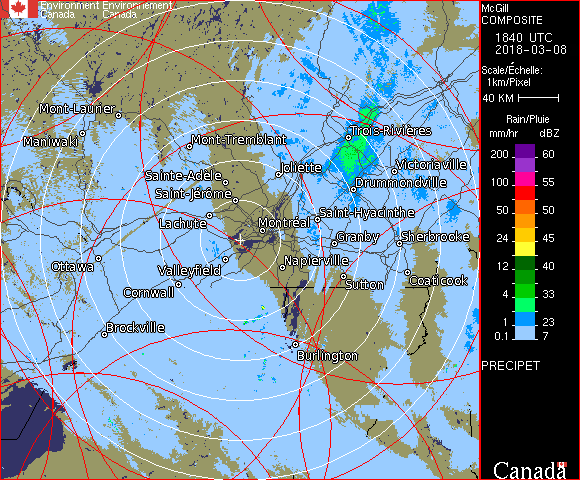 Environment Environnement
Canada Canada
McGill
COMPOSITE
1840 UTC
2018-03-08
Scale/Échelle:
1km/Pixel
40 KM
Rain/Pluie
mm/hr dBZ
200 60
100 55
50 50
24 45
12 40
4 33
1 23
0.1 7
PRECIPET
Mont-Laurier
Maniwaki
Mont-Tremblant
Trois-Rivières
Joliette
Victoriaville
Sainte-Adèle
Drummondville
Saint-Jérôme
Lachute
Montréal
Saint-Hyacinthe
Granby
Sherbrooke
Ottawa
Valleyfield
Napierville
Cornwall
Sutton
Coaticook
Brockville
Burlington
Canada